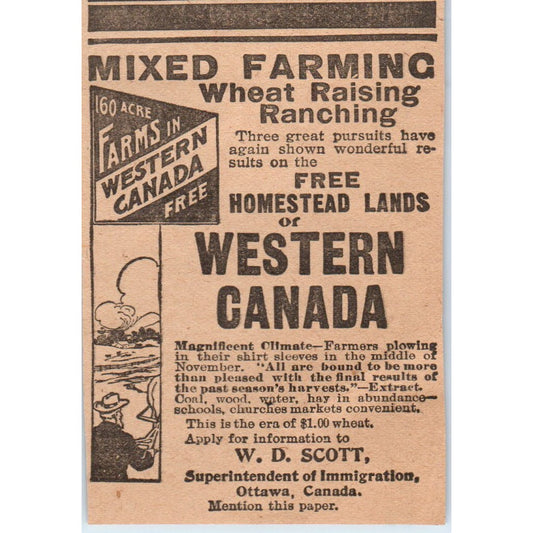 MIXED FARMING
Wheat Raising
Ranching
160 ACRE
FARMS IN
WESTERN
CANADA
FREE
Three great pursuits have
again shown wonderful re-
sults on the
FREE
HOMESTEAD LANDS
of
WESTERN
CANADA
Magnificent Climate—Farmers plowing
in their shirt sleeves in the middle of
November. "All are bound to be more
than pleased with the final results of
the past season's harvests."—Extract.
Coal, wood, water, hay in abundance—
schools, churches markets convenient.
This is the era of $1.00 wheat.
Apply for information to
W. D. SCOTT,
Superintendent of Immigration,
Ottawa, Canada.
Mention this paper.